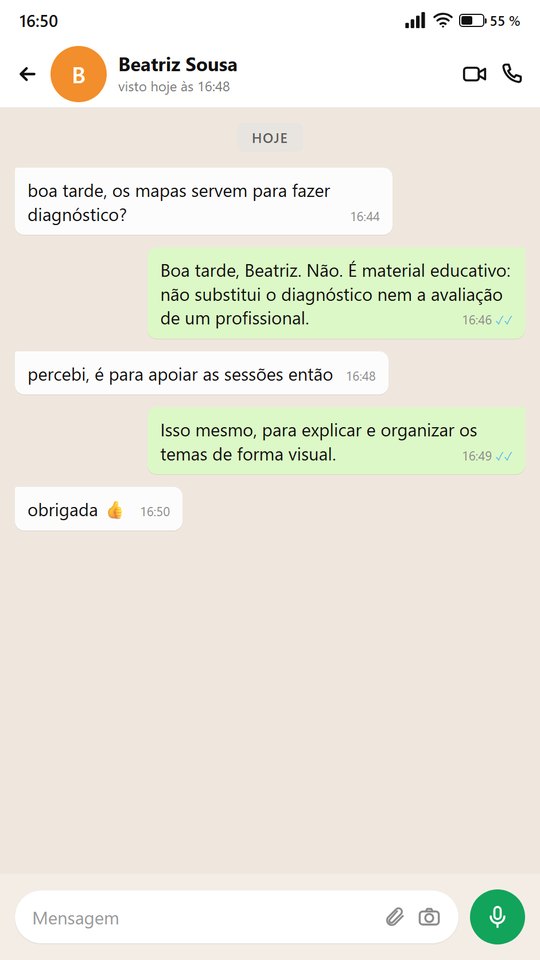 16:50
55 %
B
Beatriz Sousa
visto hoje às 16:48
HOJE
boa tarde, os mapas servem para fazer
diagnóstico?
16:44
Boa tarde, Beatriz. Não. É material educativo:
não substitui o diagnóstico nem a avaliação
de um profissional.
16:46
percebi, é para apoiar as sessões então
16:48
Isso mesmo, para explicar e organizar os
temas de forma visual.
16:49
obrigada 👍
16:50
Mensagem